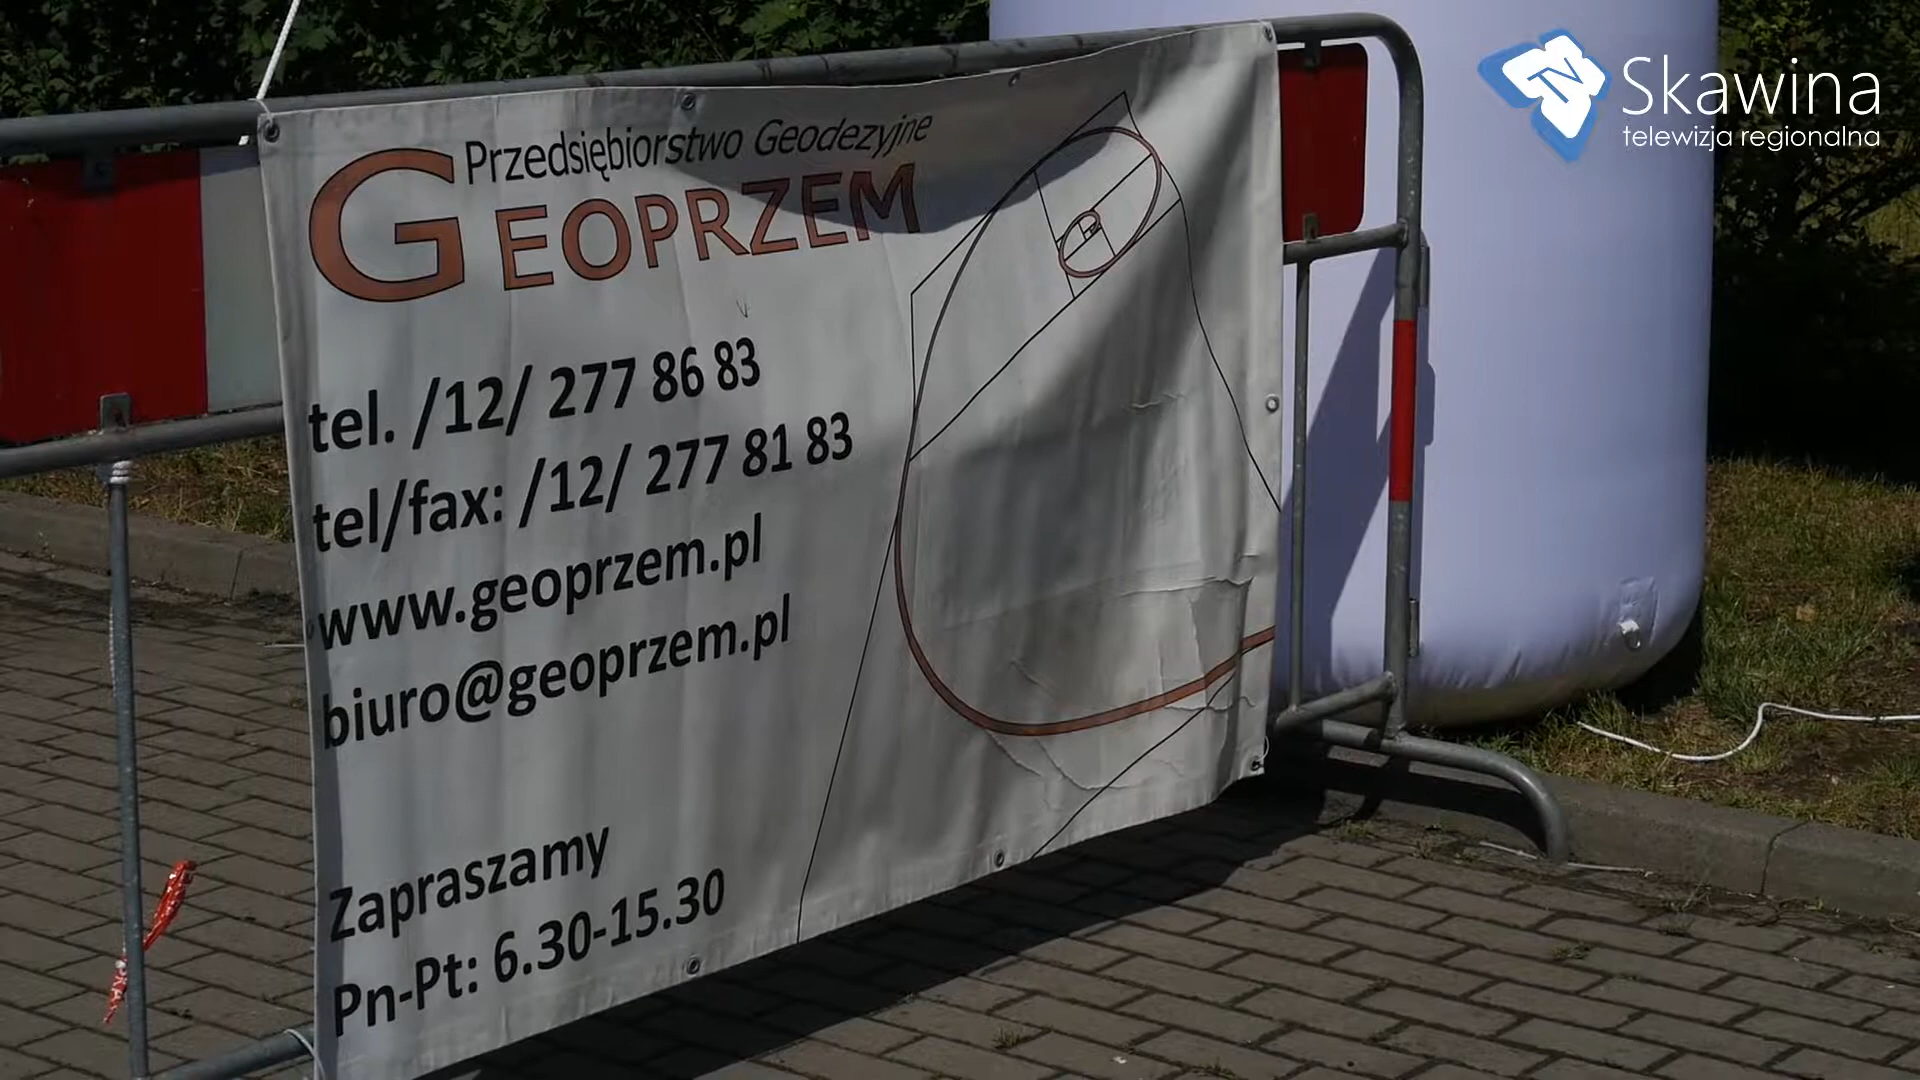 Przedsiębiorstwo Geodezyjne
GEOPRZEM
tel. /12/ 277 86 83
tel/fax: /12/ 277 81 83
www.geoprzem.pl
biuro@geoprzem.pl
Zapraszamy
Pn-Pt: 6.30-15.30
TV Skawina
telewizja regionalna